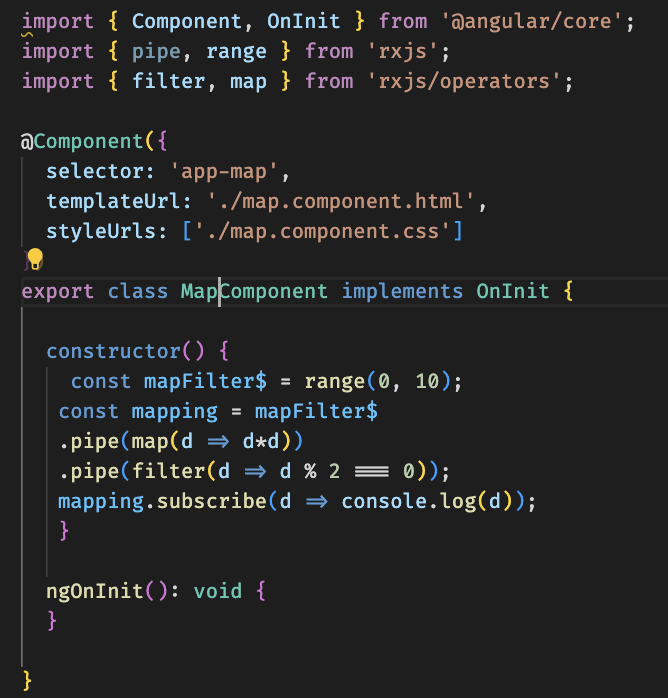 import { Component, OnInit } from '@angular/core';
import { pipe, range } from 'rxjs';
import { filter, map } from 'rxjs/operators';
@Component({
selector: 'app-map',
templateUrl: './map.component.html',
styleUrls: ['./map.component.css']
})
export class MapComponent implements OnInit {
constructor() {
const mapFilter$ = range(0, 10);
const mapping = mapFilter$
.pipe(map(d => d*d))
.pipe(filter(d => d % 2 === 0));
mapping.subscribe(d => console.log(d));
}
ngOnInit(): void {
}
}